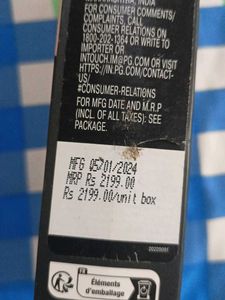 FOR CONSUMER COMMENTS/
COMPLAINTS, CALL
CONSUMER RELATIONS ON
1800-202-1364 OR WRITE TO
IMPORTER OR
INTOUCH.IM@PG.COM OR VISIT
HTTPS://IN.PG.COM/CONTACT-
US/
#CONSUMER-RELATIONS
FOR MFG DATE AND M.R.P
(INCL. OF ALL TAXES): SEE
PACKAGE.
MFG 05/01/2024
MRP Rs 2199.00
Rs 2199.00/unit box
FR
Éléments
d'emballage